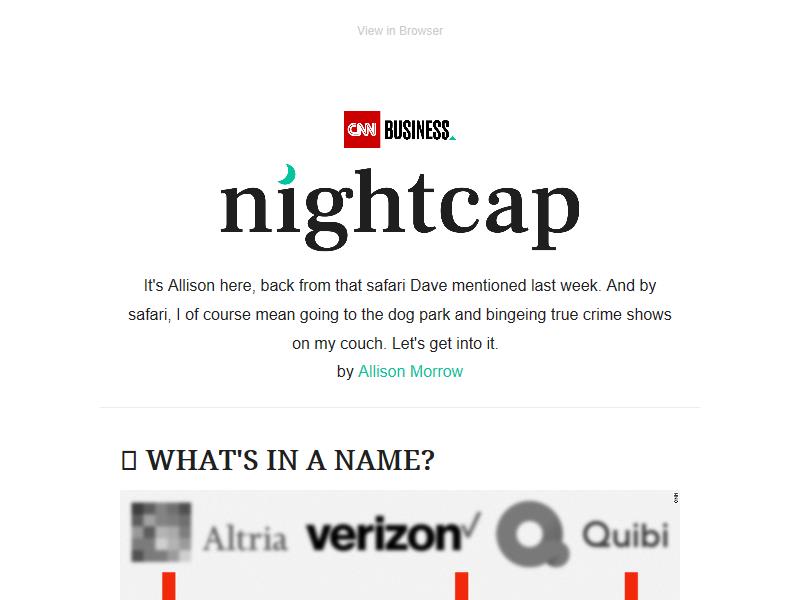 View in Browser
CNN BUSINESS
nightcap
It's Allison here, back from that safari Dave mentioned last week. And by
safari, I of course mean going to the dog park and bingeing true crime shows
on my couch. Let's get into it.
by Allison Morrow
WHAT'S IN A NAME?
Altria verizon✓ Quibi